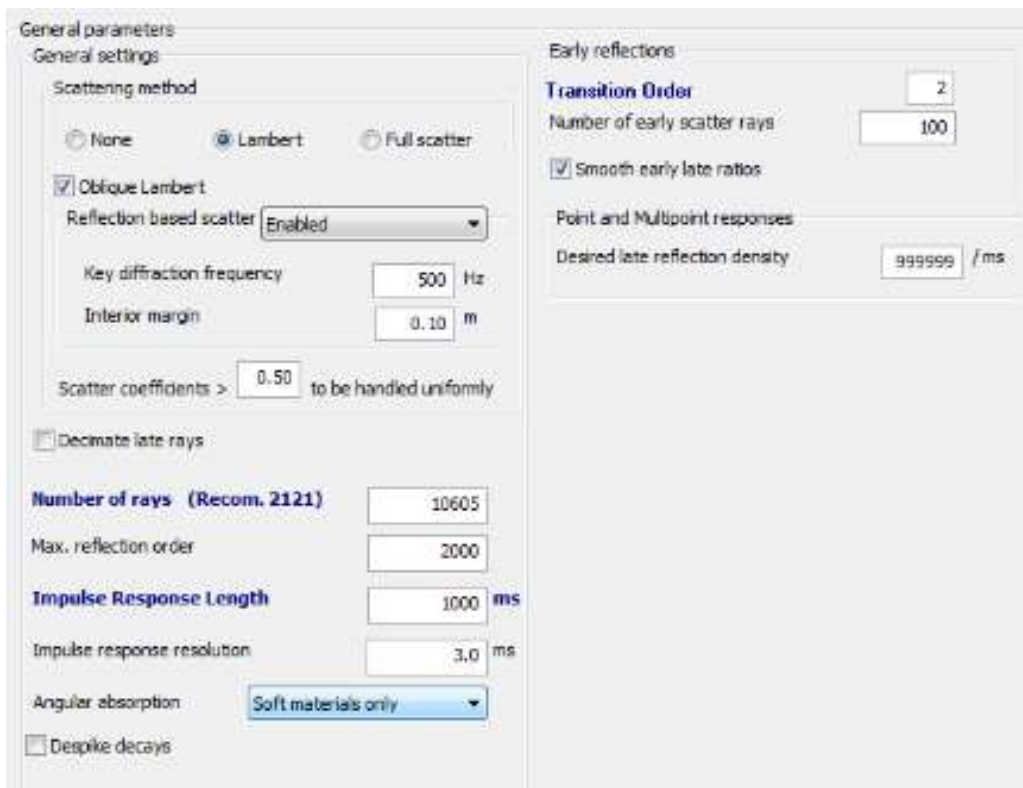 General parameters
General settings
Scattering method
None Lambert Full scatter
Oblique Lambert
Reflection based scatter Enabled
Key diffraction frequency 500 Hz
Interior margin 0.10 m
Scatter coefficients > 0.50 to be handled uniformly
Decimate late rays
Number of rays (Recom. 2121) 10605
Max. reflection order 2000
Impulse Response Length 1000 ms
Impulse response resolution 3.0 ms
Angular absorption Soft materials only
Despike decays
Early reflections
Transition Order 2
Number of early scatter rays 100
Smooth early late ratios
Point and Multipoint responses
Desired late reflection density 999999 /ms